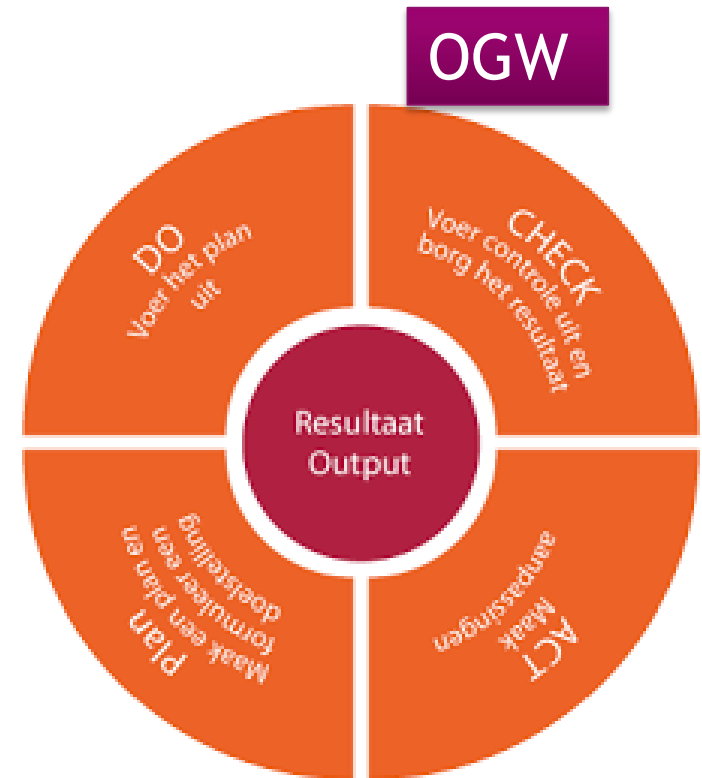 OGW
DO
Voer het plan
uit
CHECK
Voer controle uit en
borg het resultaat
Resultaat
Output
Plan
Maak een plan en
formuleer een
doelstelling
ACT
Maak
aanpassingen